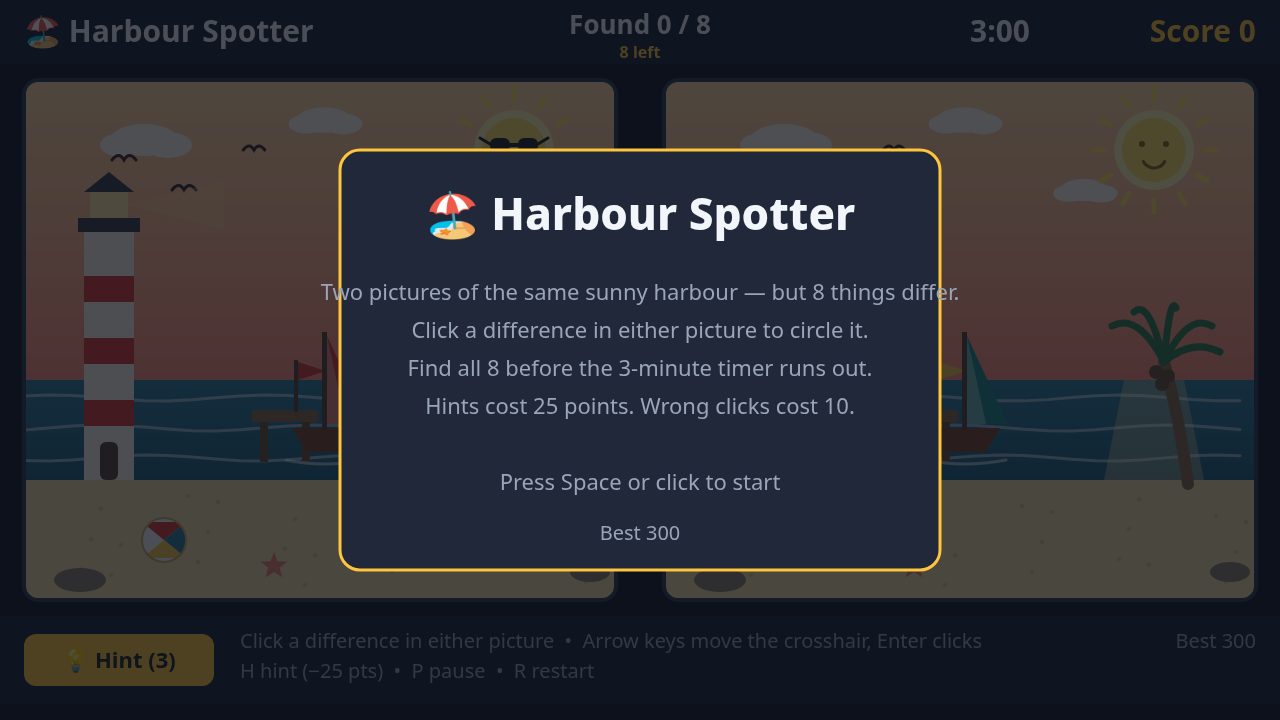 Harbour Spotter
Found 0 / 8
8 left
3:00
Score 0
Harbour Spotter
Two pictures of the same sunny harbour — but 8 things differ.
Click a difference in either picture to circle it.
Find all 8 before the 3-minute timer runs out.
Hints cost 25 points. Wrong clicks cost 10.
Press Space or click to start
Best 300
Hint (3)
Click a difference in either picture • Arrow keys move the crosshair, Enter clicks
H hint (−25 pts) • P pause • R restart
Best 300